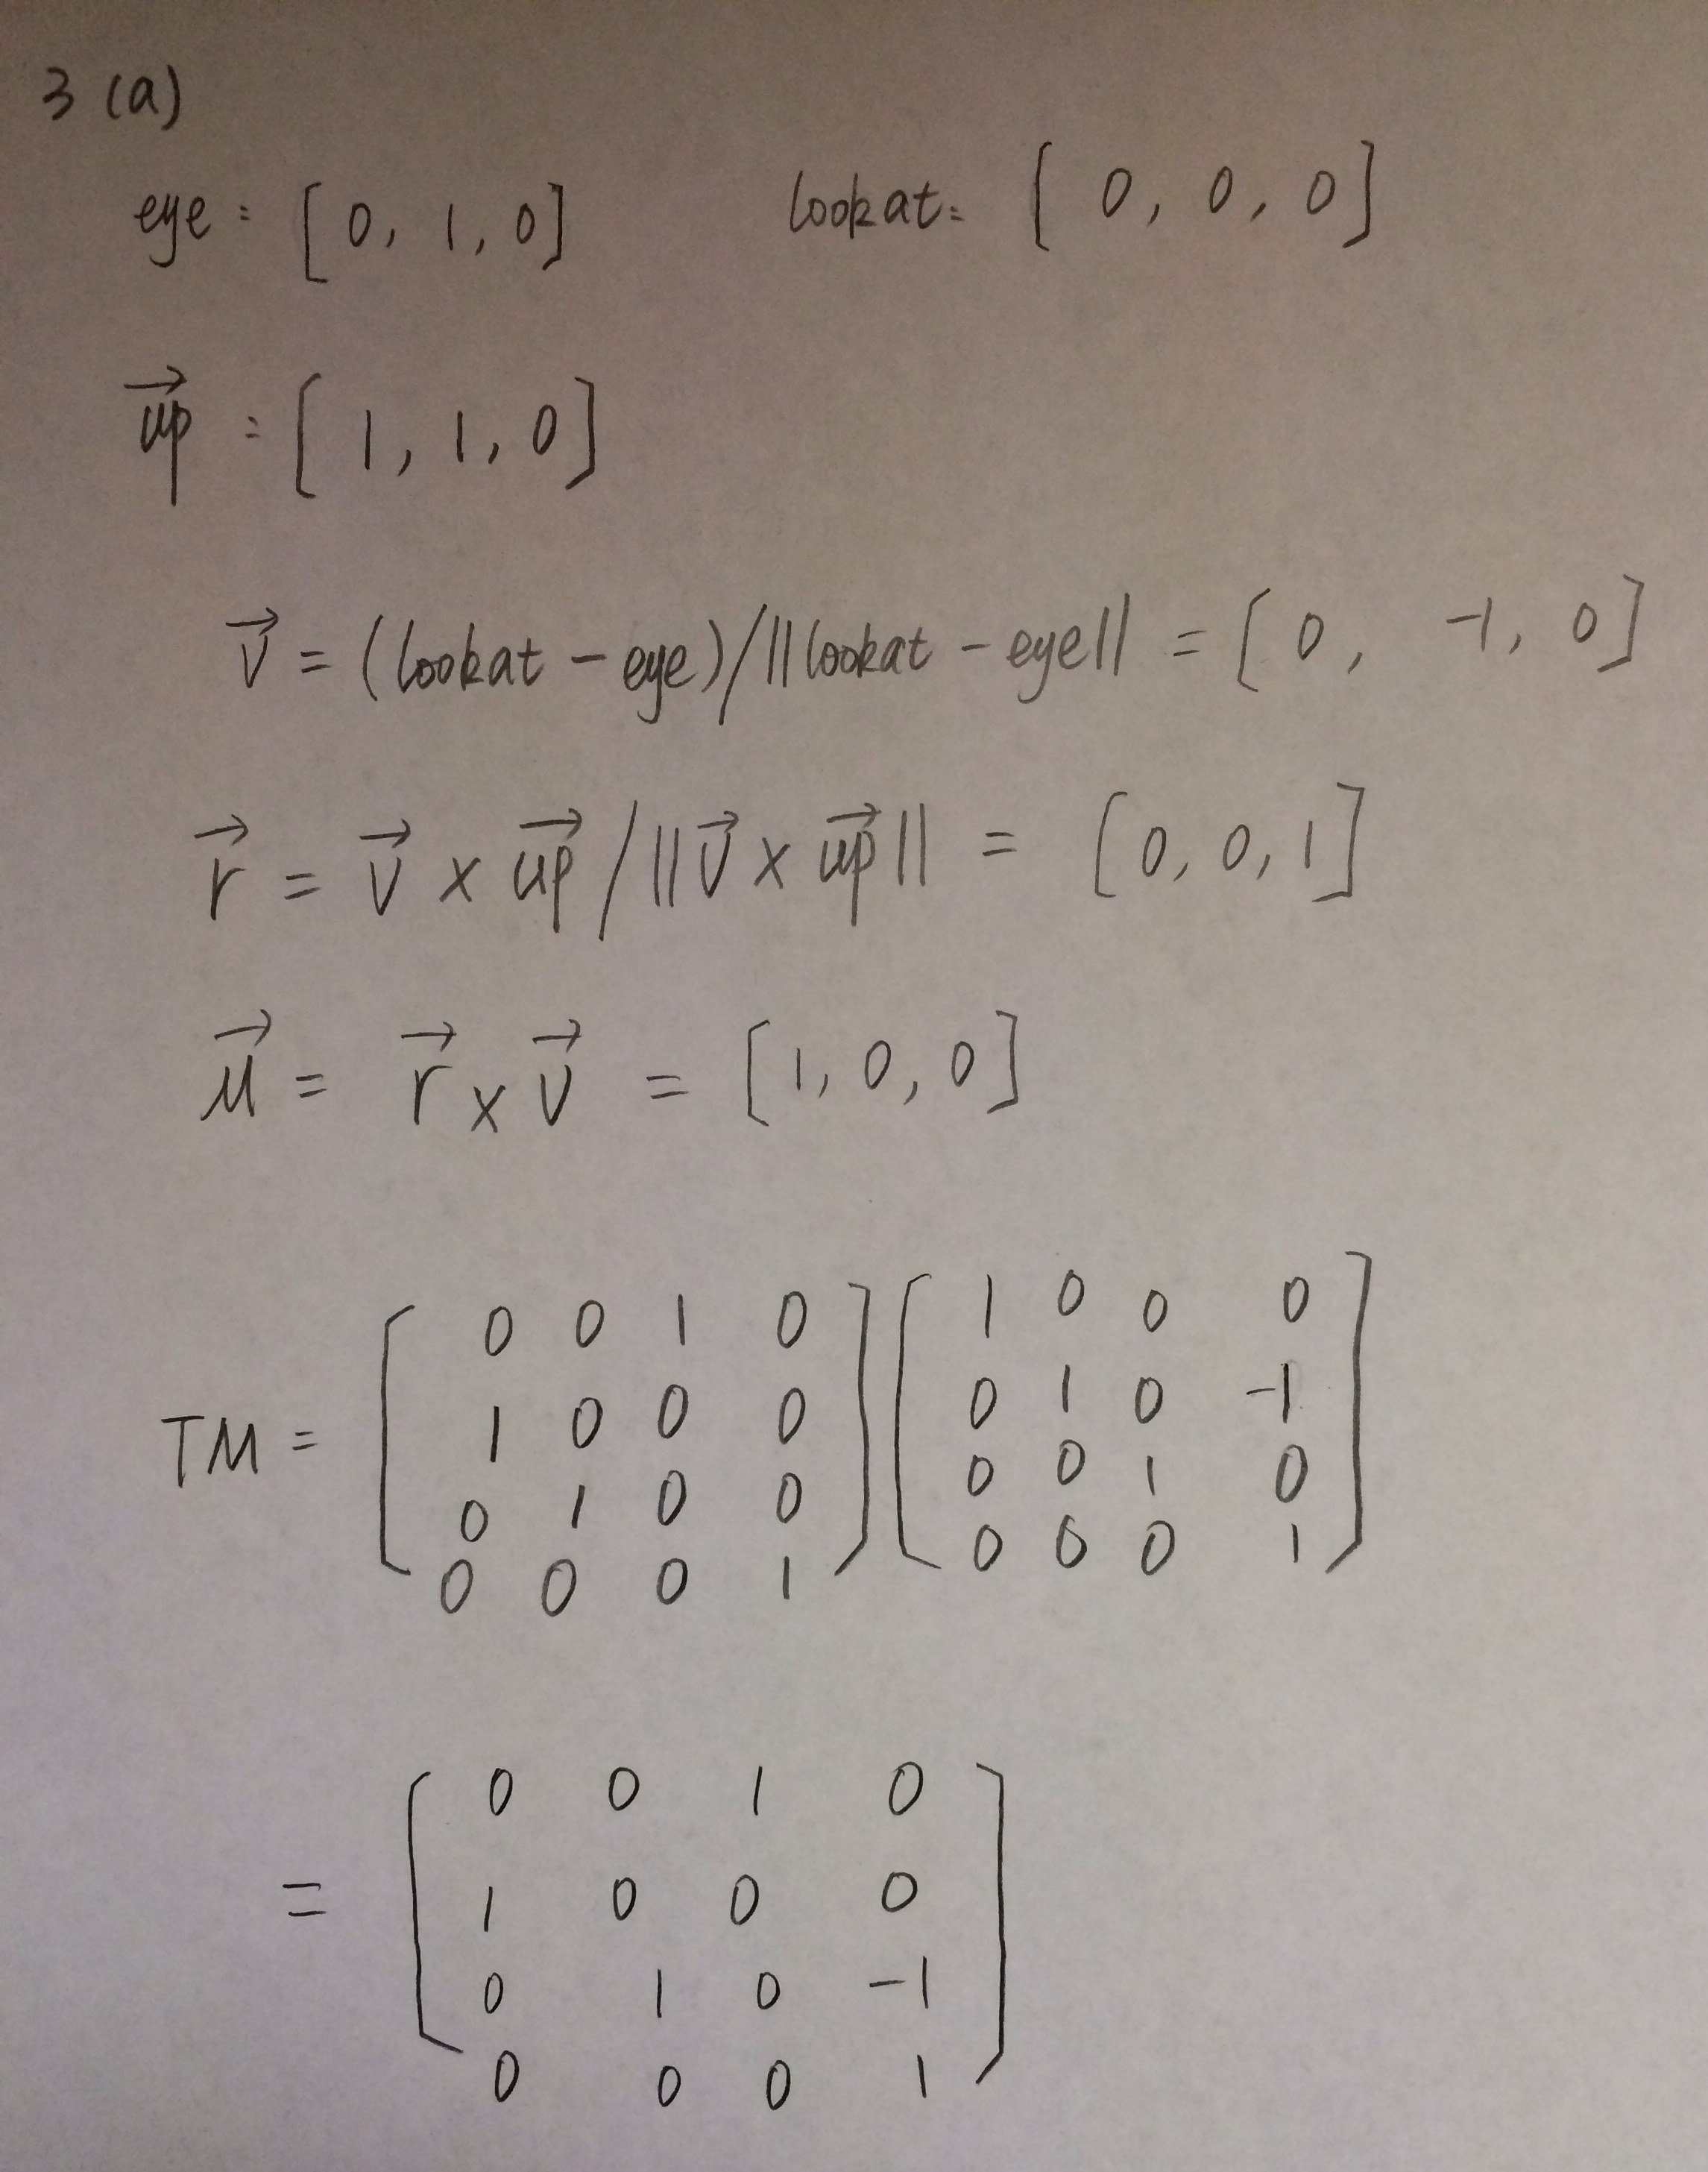 3 (a)
eye = [0, 1, 0] lookat = [0, 0, 0]
$\vec{up}$ = [1, 1, 0]
$\vec{v}$ = (lookat - eye)/||lookat - eye|| = [0, -1, 0]
$\vec{r}$ = $\vec{v}$ × $\vec{up}$ / ||$\vec{v}$ × $\vec{up}$|| = [0, 0, 1]
$\vec{u}$ = $\vec{r}$ × $\vec{v}$ = [1, 0, 0]
TM = $\begin{bmatrix} 0 & 0 & 1 & 0 \\ 1 & 0 & 0 & 0 \\ 0 & 1 & 0 & 0 \\ 0 & 0 & 0 & 1 \end{bmatrix} \begin{bmatrix} 1 & 0 & 0 & 0 \\ 0 & 1 & 0 & -1 \\ 0 & 0 & 1 & 0 \\ 0 & 0 & 0 & 1 \end{bmatrix}$
= $\begin{bmatrix} 0 & 0 & 1 & 0 \\ 1 & 0 & 0 & 0 \\ 0 & 1 & 0 & -1 \\ 0 & 0 & 0 & 1 \end{bmatrix}$